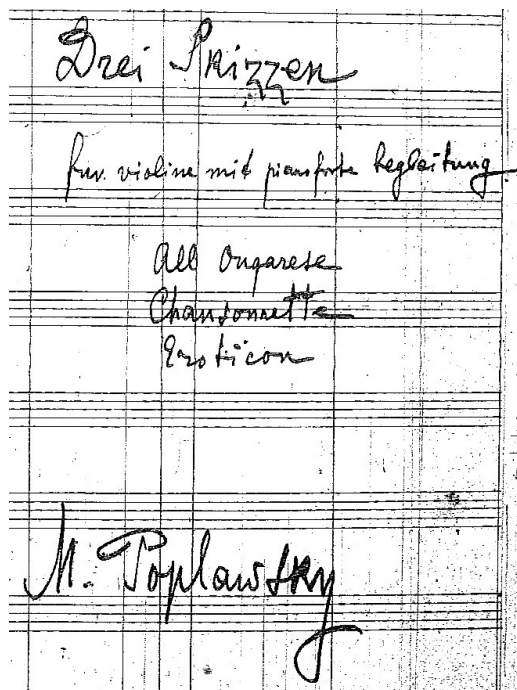 Drei Skizzen
für violine mit pianoforte begleitung
All Ongarese
Chansonnette
Eroticon
M. Poplawsky